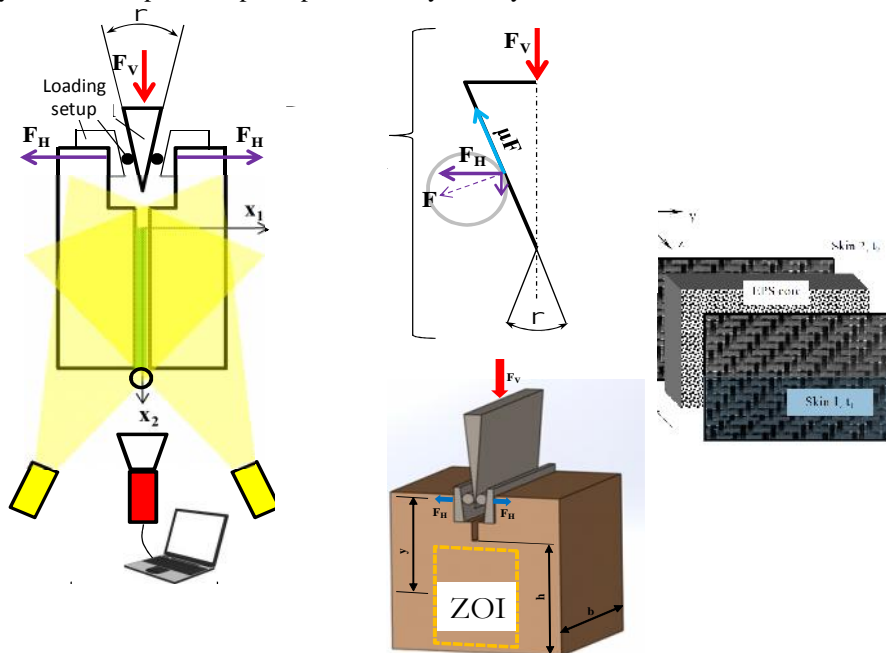 r
F_V
Loading
setup
F_H
F_H
x_1
x_2
F_V
μF
F_H
F
r
y
Skin 2, t
EPS core
Skin 1, t_1
F_V
F_H
F_H
y
h
b
ZOI